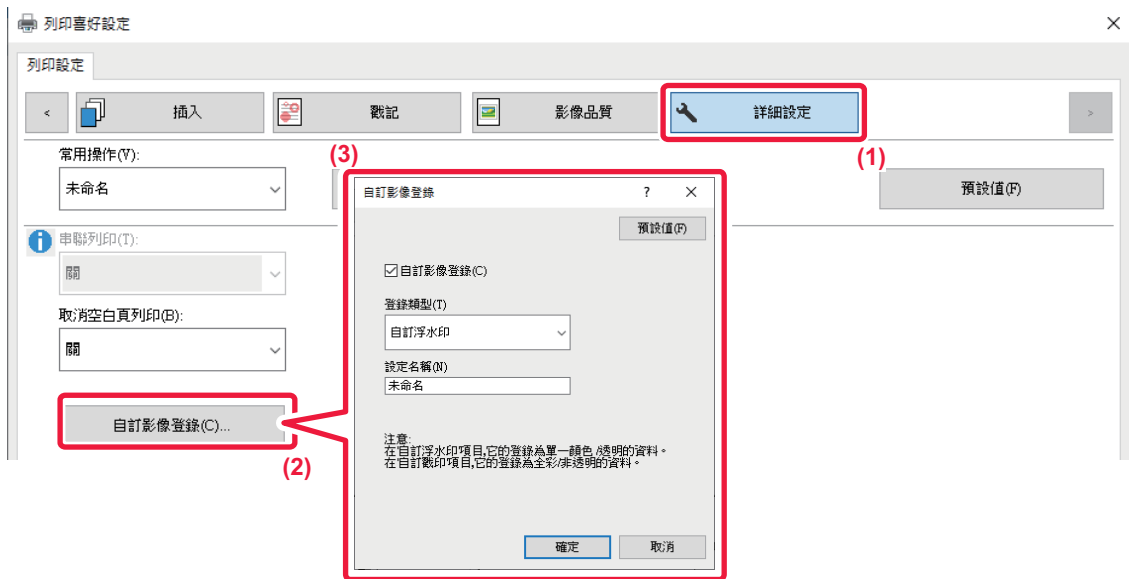 列印喜好設定
列印設定
<
插入
戳記
影像品質
詳細設定
>
(1)
常用操作(V):
未命名
預設值(F)
串聯列印(T):
關
取消空白頁列印(B):
關
自訂影像登錄(C)...
(2)
(3)
自訂影像登錄
?
預設值(F)
自訂影像登錄(C)
登錄類型(T)
自訂浮水印
設定名稱(N)
未命名
注意:
在自訂浮水印項目,它的登錄為單一顏色 /透明的資料。
在自訂戳印項目,它的登錄為全彩/非透明的資料。
確定
取消